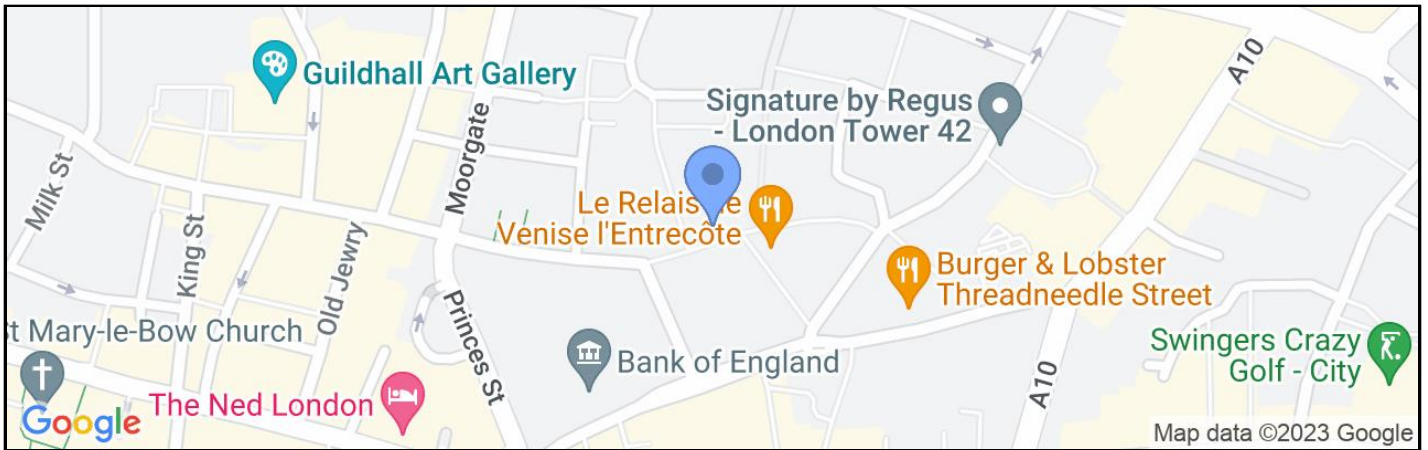 Guildhall Art Gallery
Moorgate
A10
Signature by Regus
- London Tower 42
Milk St
Le Relais de
Venise l'Entrecôte
King St
Old Jewry
Burger & Lobster
Threadneedle Street
Princes St
t Mary-le-Bow Church
Bank of England
Swingers Crazy
Golf - City
A10
The Ned London
Google
Map data ©2023 Google